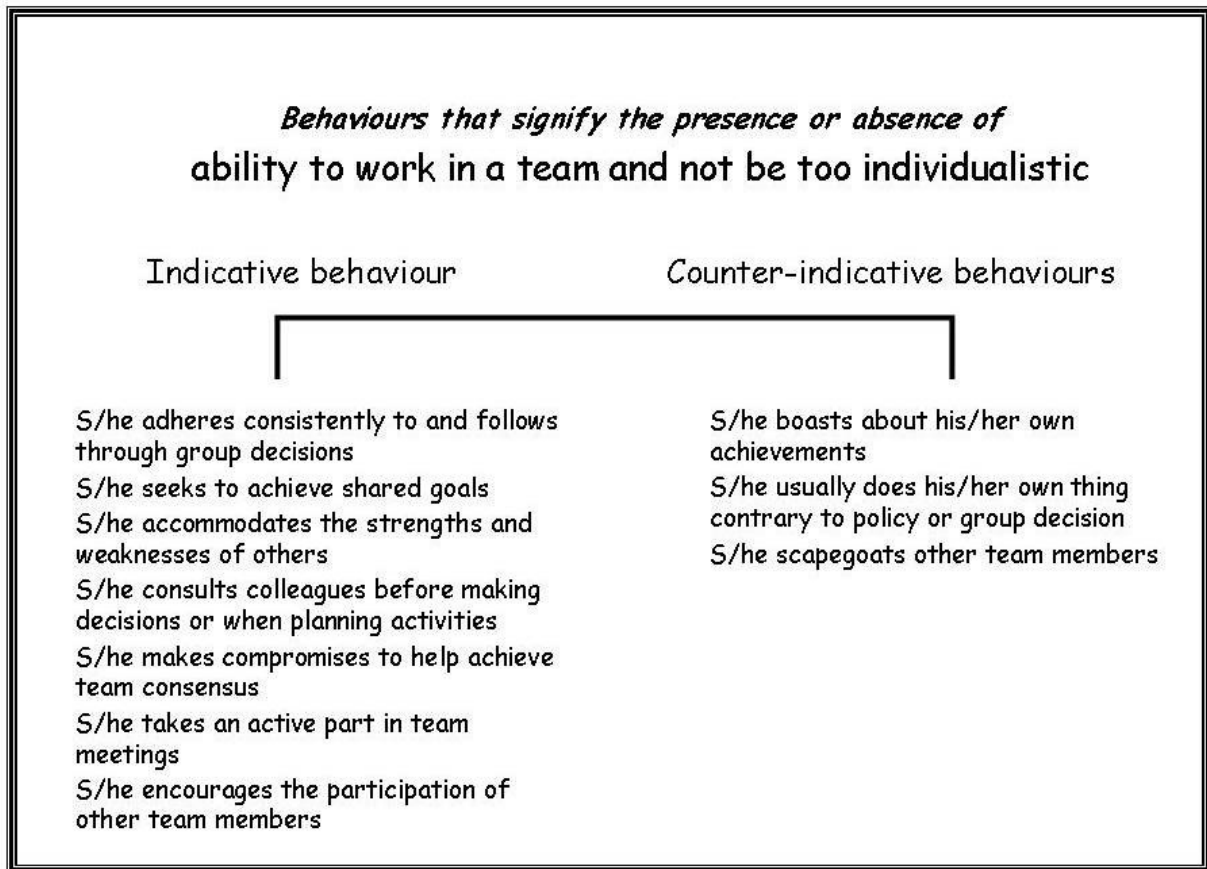 Behaviours that signify the presence or absence of
ability to work in a team and not be too individualistic
Indicative behaviour
Counter-indicative behaviours
S/he adheres consistently to and follows
through group decisions
S/he seeks to achieve shared goals
S/he accommodates the strengths and
weaknesses of others
S/he consults colleagues before making
decisions or when planning activities
S/he makes compromises to help achieve
team consensus
S/he takes an active part in team
meetings
S/he encourages the participation of
other team members
S/he boasts about his/her own
achievements
S/he usually does his/her own thing
contrary to policy or group decision
S/he scapegoats other team members